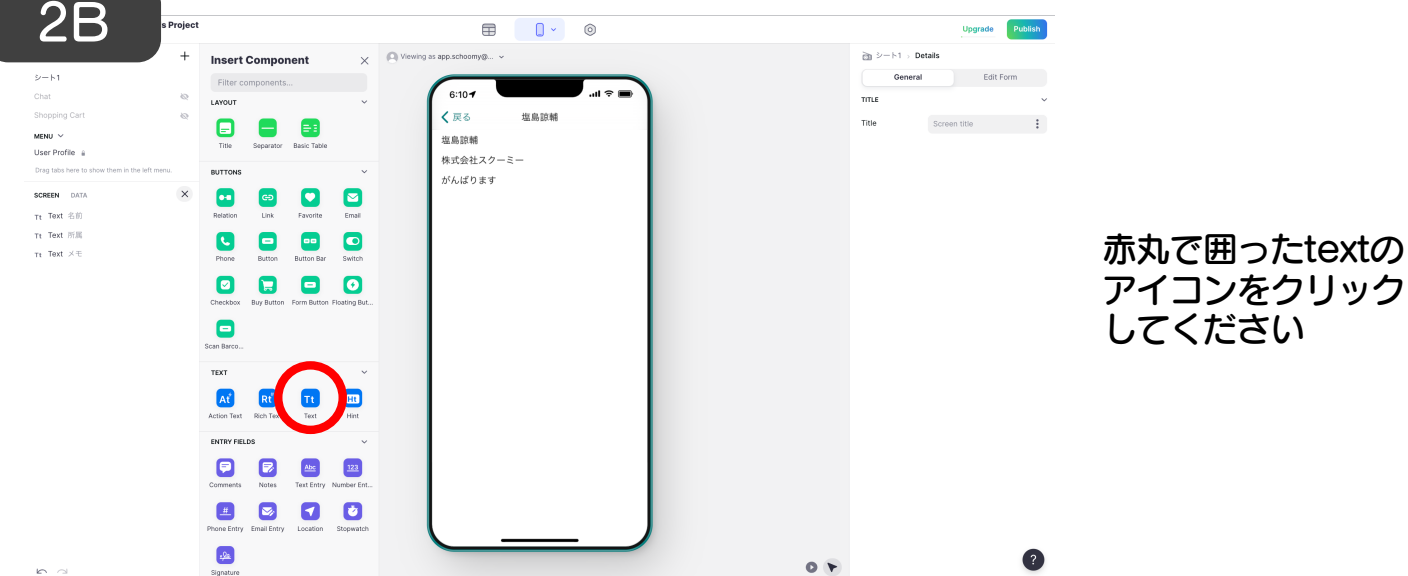 2B
s Project
Upgrade
Publish
シート1
Chat
Shopping Cart
MENU
User Profile
Drag tabs here to show them in the left menu.
SCREEN DATA
Tt Text 名前
Tt Text 所属
Tt Text メモ
Insert Component
Filter components...
LAYOUT
Title Separator Basic Table
BUTTONS
Relation Link Favorite Email
Phone Button Button Bar Switch
Checkbox Buy Button Form Button Floating But...
Scan Barco...
TEXT
At Rt Tt Ht
Action Text Rich Tex Text Hint
ENTRY FIELDS
Abc 123
Comments Notes Text Entry Number Ent...
#
Phone Entry Email Entry Location Stopwatch
Signature
Viewing as app.schoomy@...
6:10
戻る 塩島諒輔
塩島諒輔
株式会社スクーミー
がんばります
シート1 › Details
General Edit Form
TITLE
Title Screen title
?
赤丸で囲ったtextの
アイコンをクリック
してください